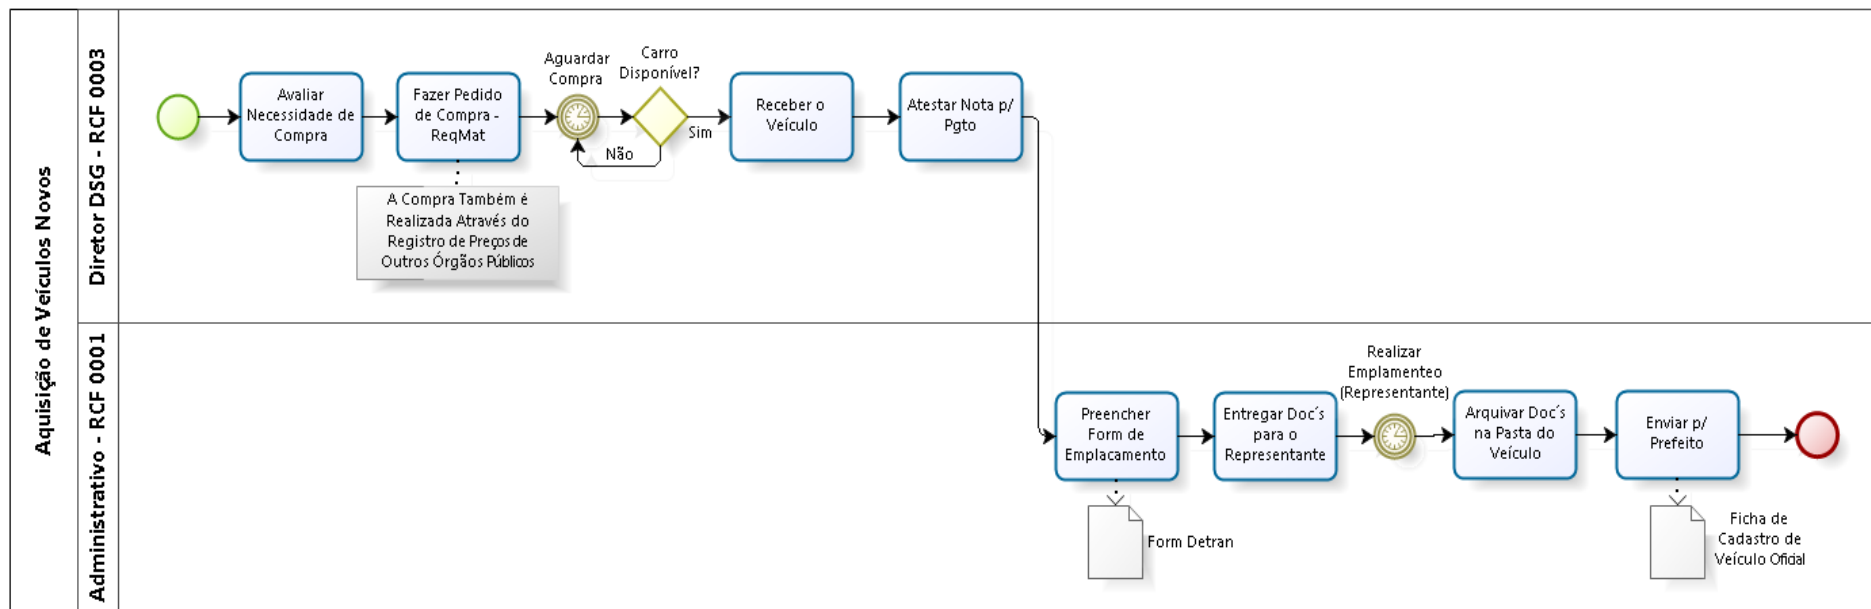 Aquisição de Veículos Novos
Diretor DSG - RCF 0003
Avaliar
Necessidade de
Compra
Fazer Pedido
de Compra -
ReqMat
A Compra Também é
Realizada Através do
Registro de Preços de
Outros Órgãos Públicos
Aguardar
Compra
Carro
Disponível?
Não
Sim
Receber o
Veículo
Atestar Nota p/
Pgto
Administrativo - RCF 0001
Preencher
Form de
Emplacamento
Form Detran
Entregar Doc´s
para o
Representante
Realizar
Emplamenteo
(Representante)
Arquivar Doc´s
na Pasta do
Veículo
Enviar p/
Prefeito
Ficha de
Cadastro de
Veículo Oficial